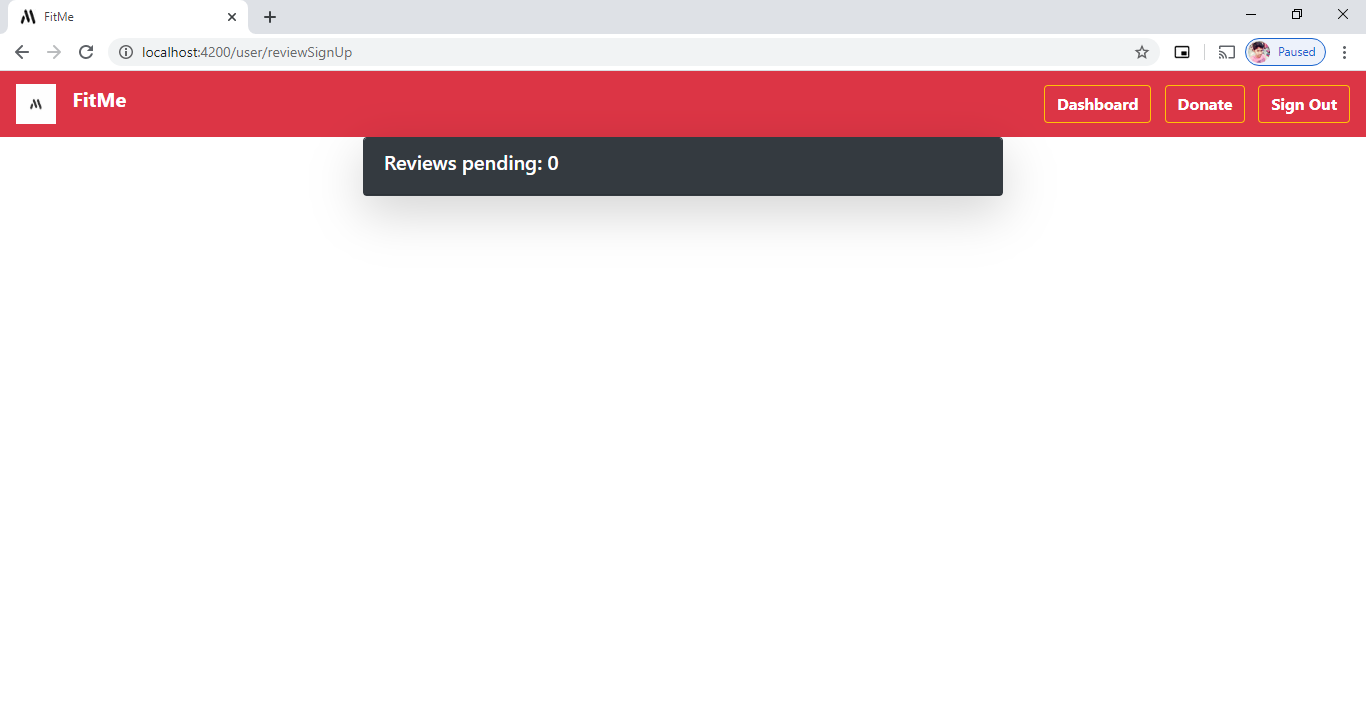 FitMe
localhost:4200/user/reviewSignUp
Paused
FitMe
Dashboard
Donate
Sign Out
Reviews pending: 0